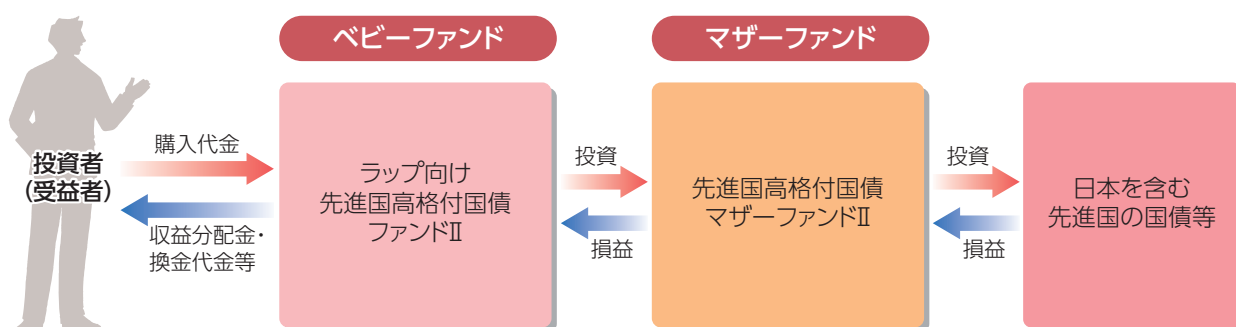 ベビーファンド
マザーファンド
投資者
(受益者)
購入代金
収益分配金・
換金代金等
ラップ向け
先進国高格付国債
ファンドⅡ
投資
損益
先進国高格付国債
マザーファンドⅡ
投資
損益
日本を含む
先進国の国債等